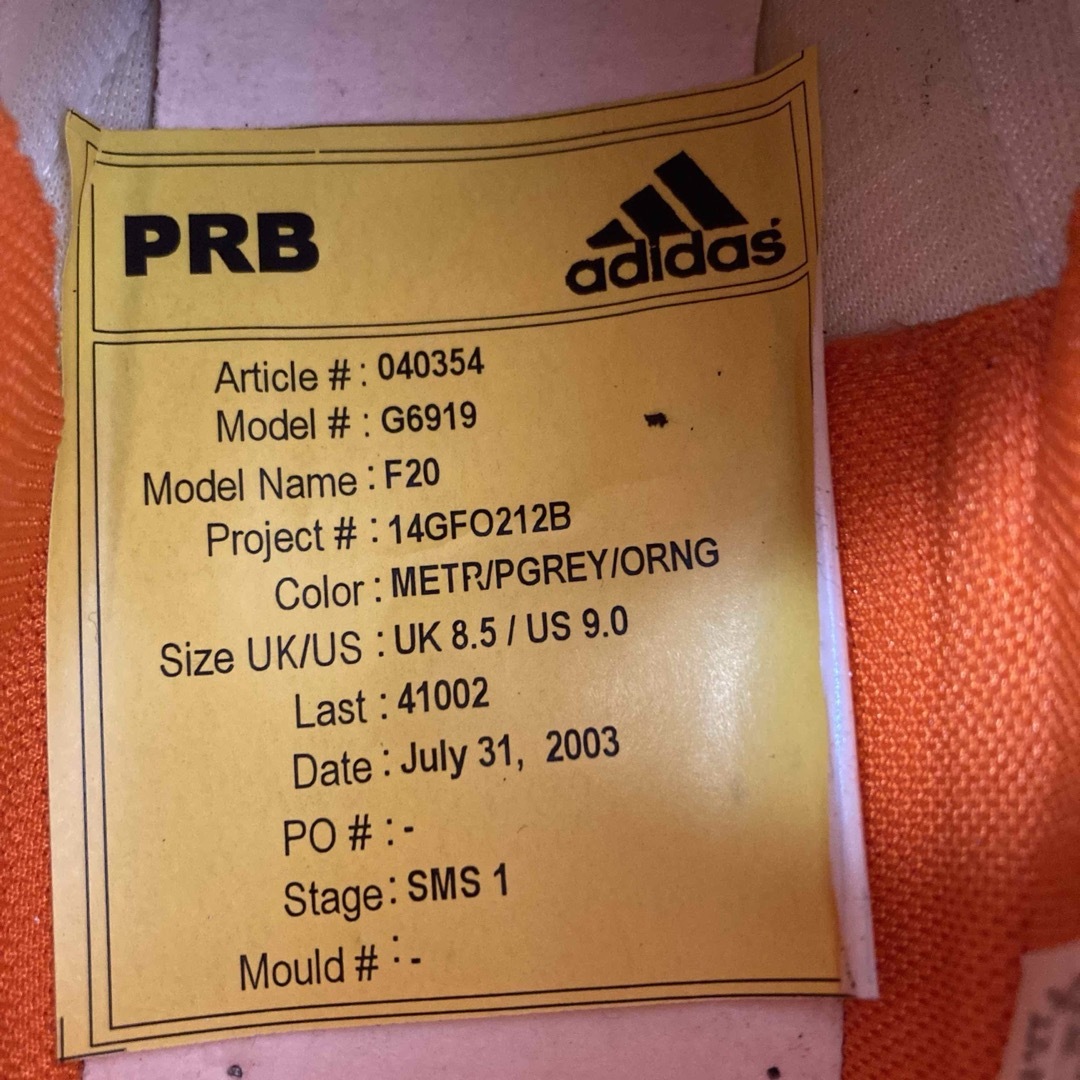 PRB
adidas
Article # : 040354
Model # : G6919
Model Name : F20
Project # : 14GFO212B
Color : METR/PGREY/ORNG
Size UK/US : UK 8.5 / US 9.0
Last : 41002
Date : July 31, 2003
PO # : -
Stage : SMS 1
Mould # : -